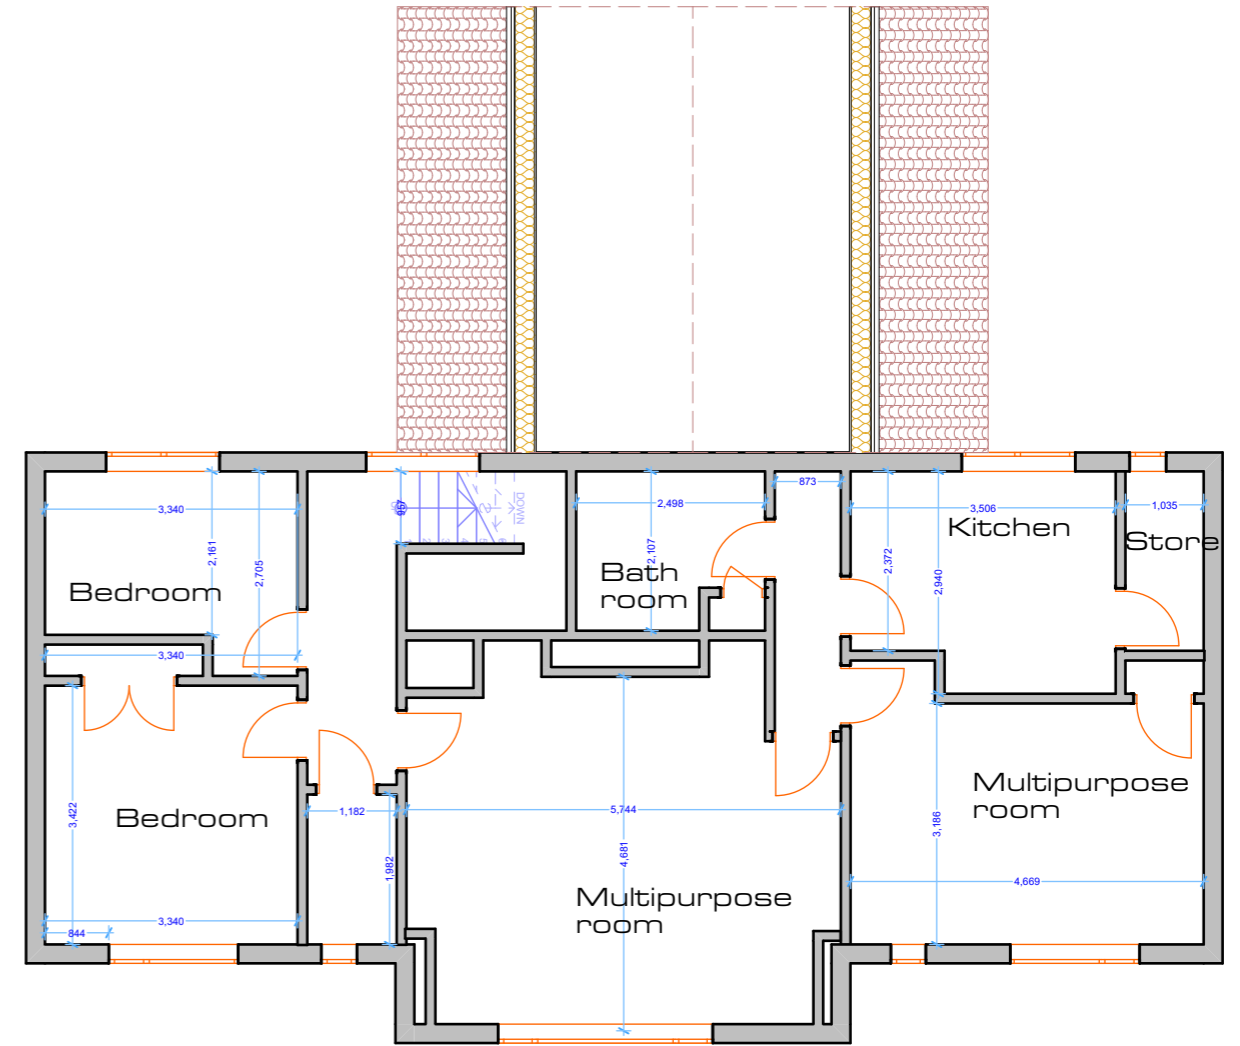 957
DOWN
3,340
2,161
2,705
Bedroom
3,340
2,498
2,107
Bath
room
873
3,506
Kitchen
2,372
2,940
1,035
Store
3,422
Bedroom
3,340
844
1,182
1,982
5,744
4,681
Multipurpose
room
Multipurpose
room
3,186
4,669